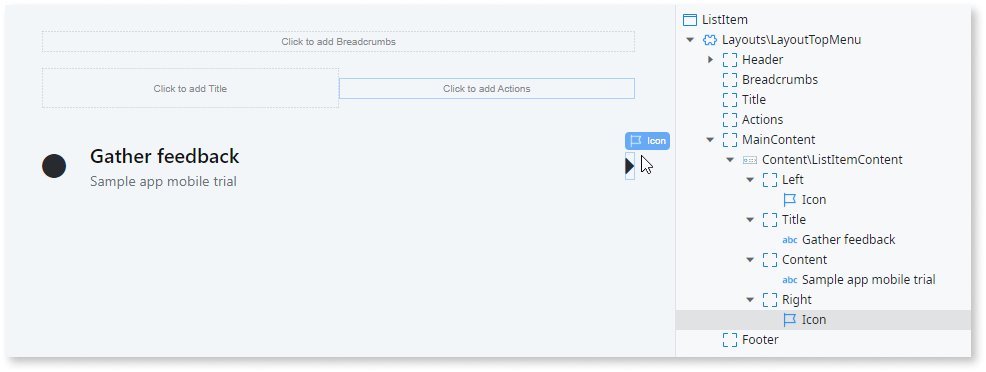 Click to add Breadcrumbs
Click to add Title
Click to add Actions
Icon
Gather feedback
Sample app mobile trial
ListItem
Layouts\LayoutTopMenu
Header
Breadcrumbs
Title
Actions
MainContent
Content\ListItemContent
Left
Icon
Title
abc Gather feedback
Content
abc Sample app mobile trial
Right
Icon
Footer